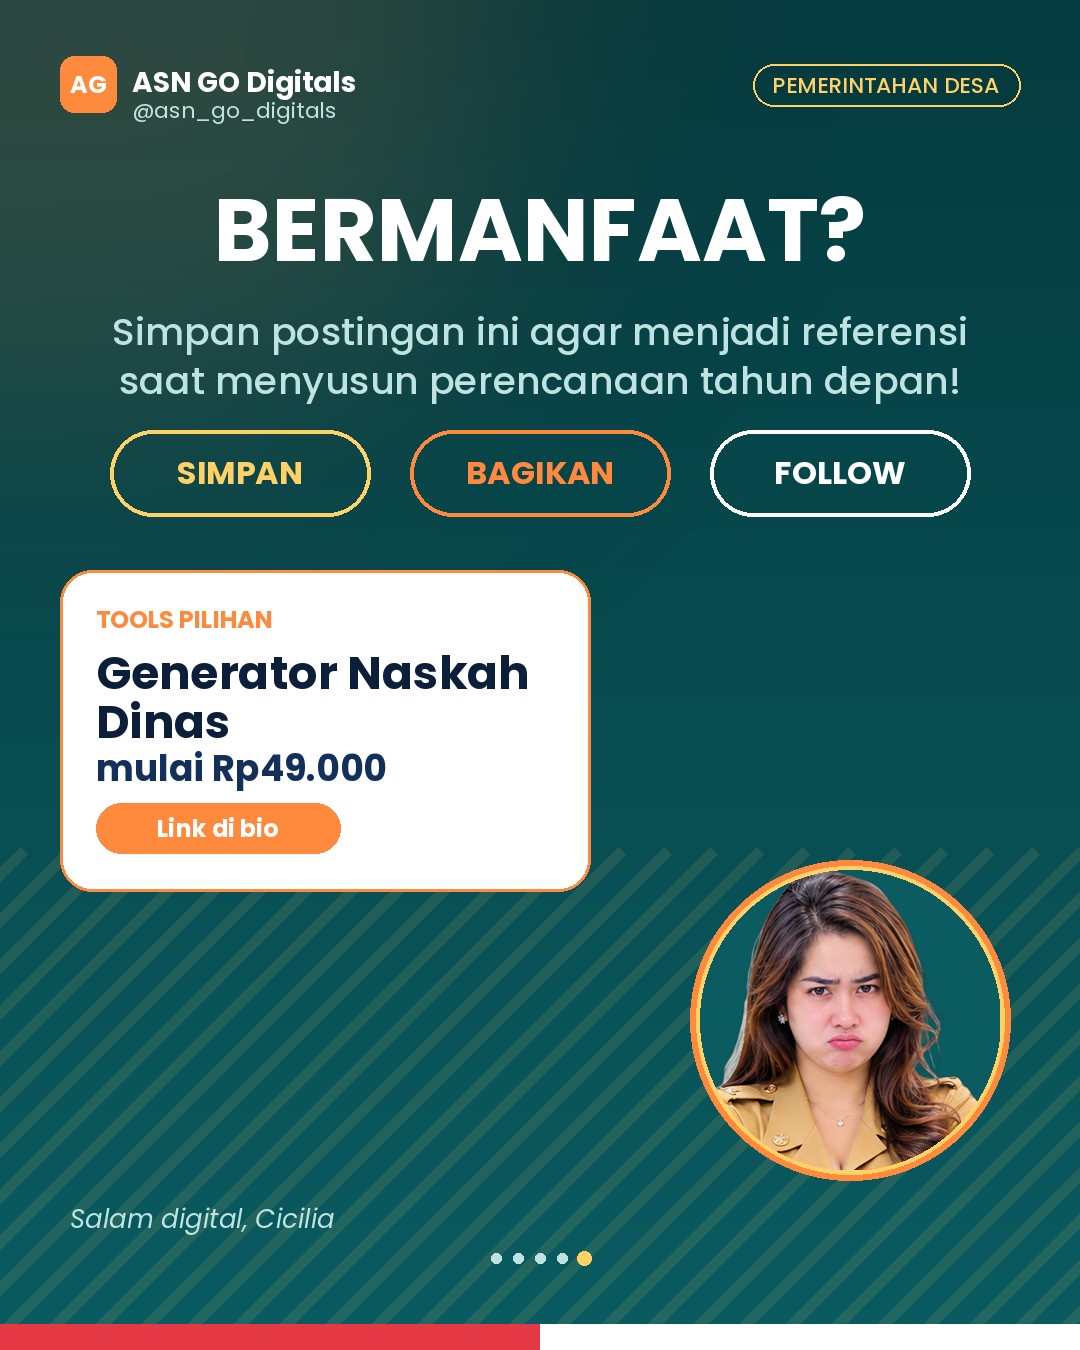 AG
ASN GO Digitals
@asn_go_digitals
PEMERINTAHAN DESA
BERMANFAAT?
Simpan postingan ini agar menjadi referensi
saat menyusun perencanaan tahun depan!
SIMPAN
BAGIKAN
FOLLOW
TOOLS PILIHAN
Generator Naskah
Dinas
mulai Rp49.000
Link di bio
Salam digital, Cicilia